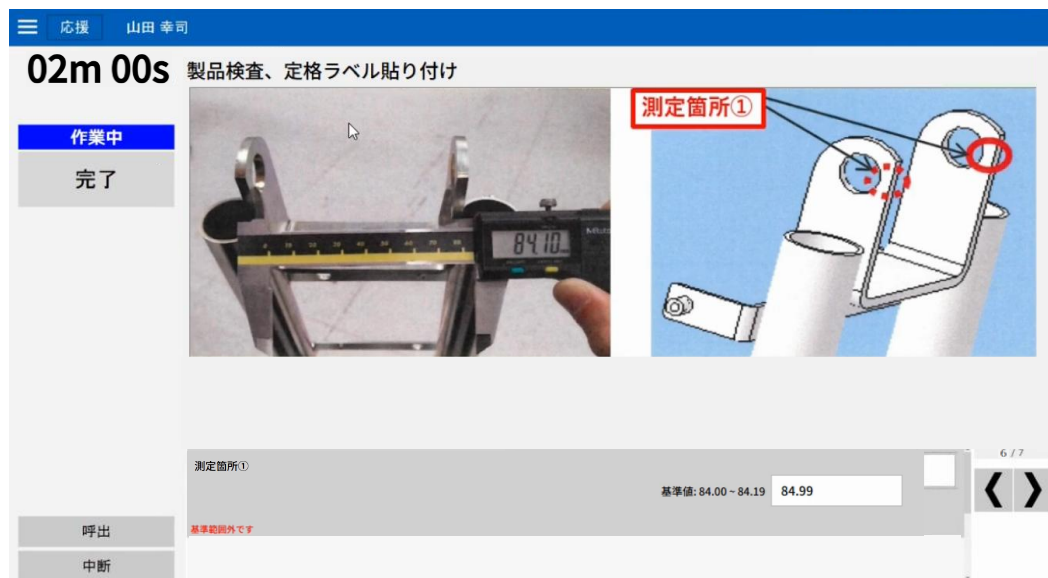 応援 山田 幸司
02m 00s
製品検査、定格ラベル貼り付け
作業中
完了
測定箇所①
84.10
測定箇所①
基準値: 84.00 ~ 84.19 84.99
基準範囲外です
6 / 7
呼出
中断